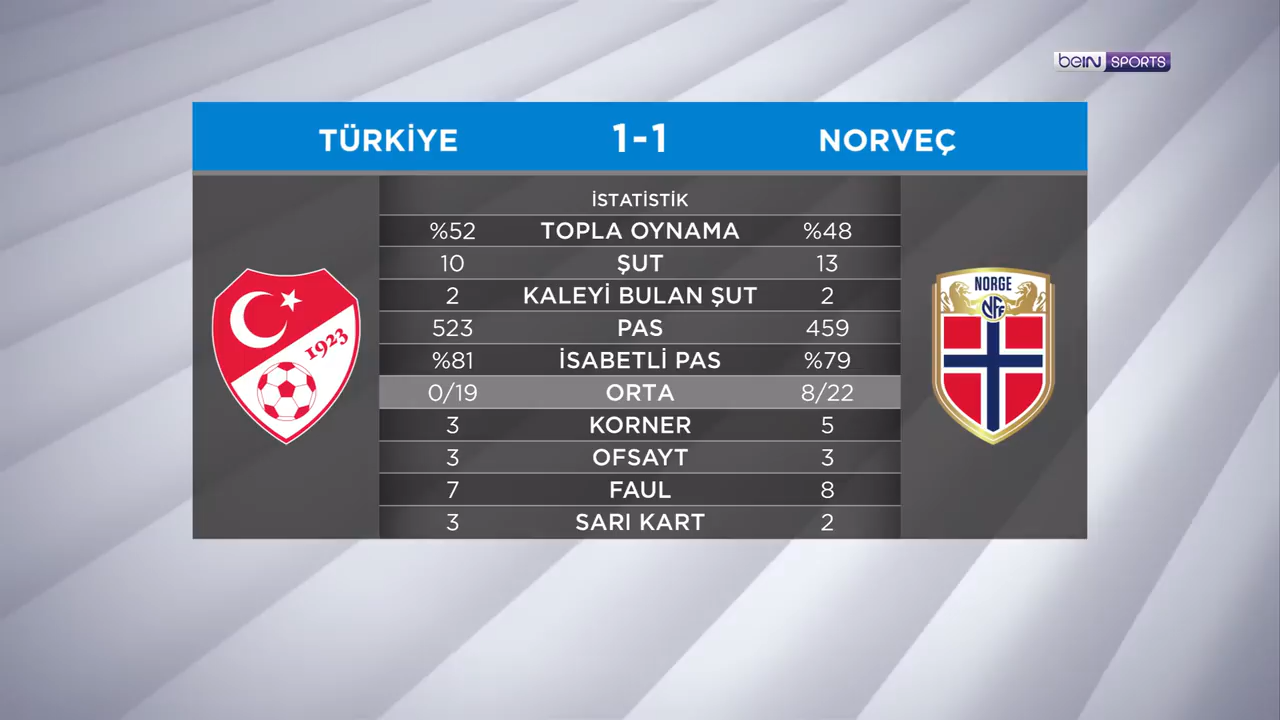 beIN SPORTS
TÜRKİYE 1-1 NORVEÇ
İSTATİSTİK
%52 TOPLA OYNAMA %48
10 ŞUT 13
2 KALEYİ BULAN ŞUT 2
523 PAS 459
%81 İSABETLİ PAS %79
0/19 ORTA 8/22
3 KORNER 5
3 OFSAYT 3
7 FAUL 8
3 SARI KART 2
1923
NORGE
NFF